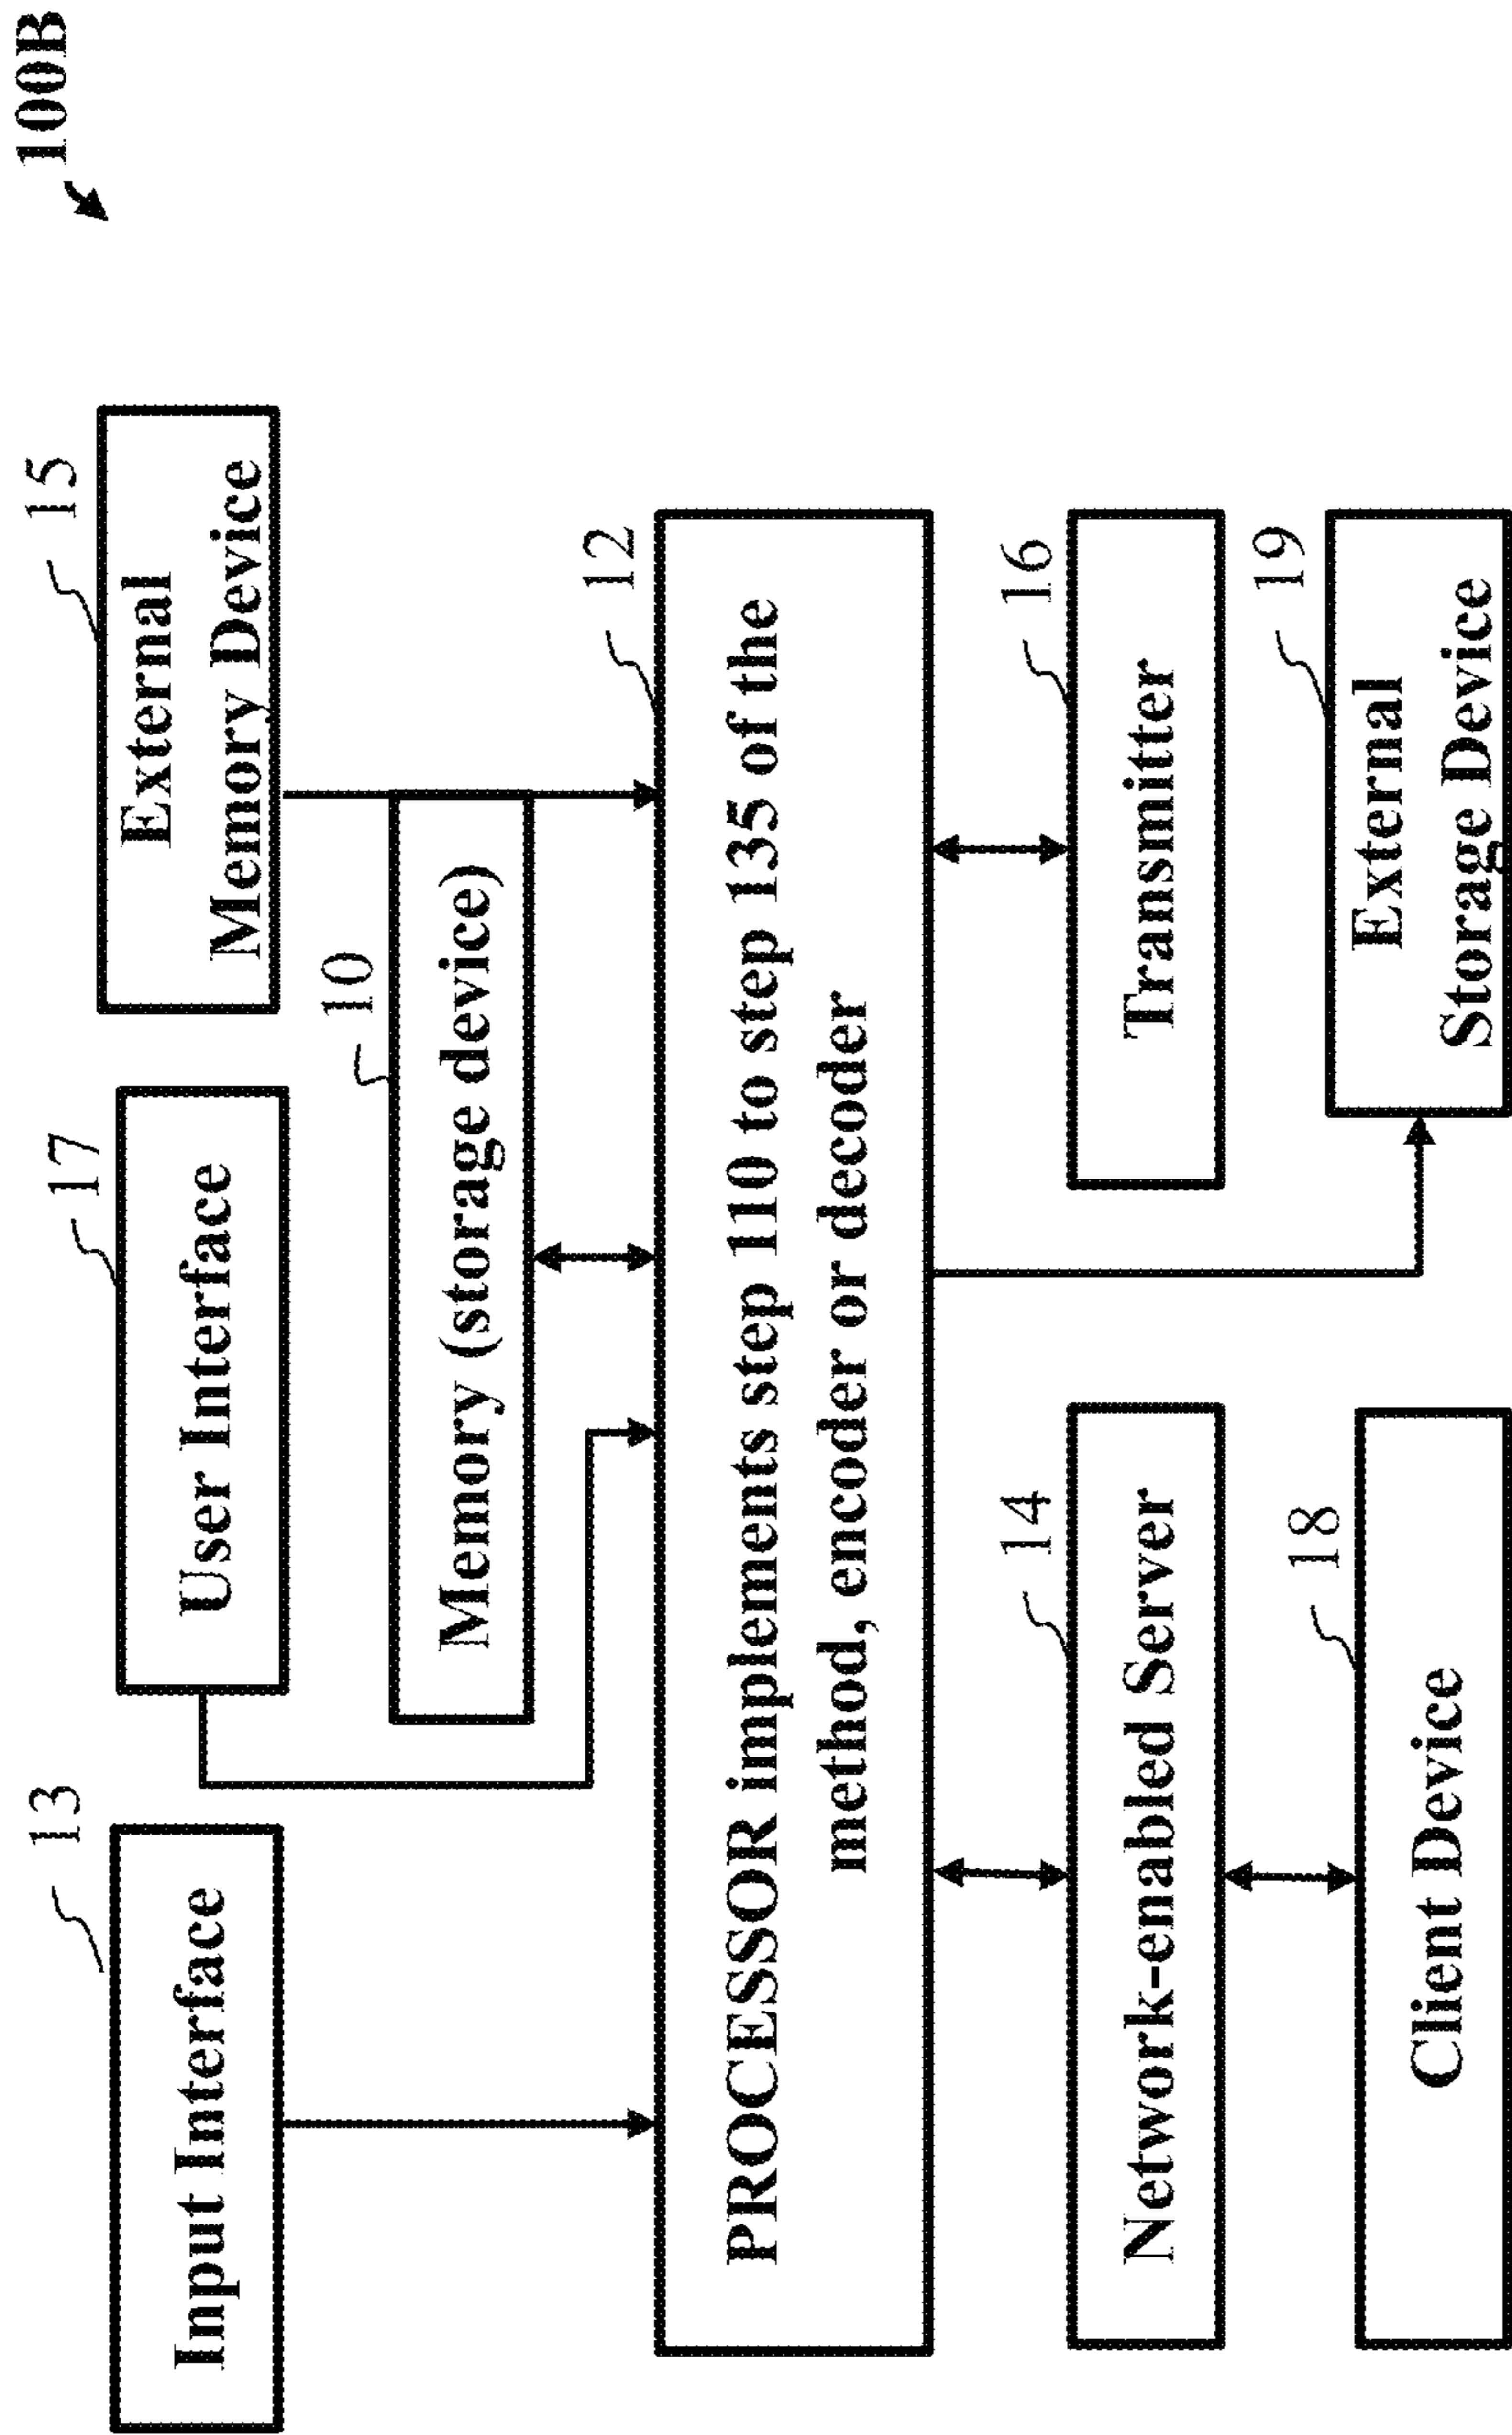 100B
13
17
15
Input Interface
User Interface
External
Memory Device
10
Memory (storage device)
12
PROCESSOR implements step 110 to step 135 of the
method, encoder or decoder
14
16
Network-enabled Server
Transmitter
18
19
Client Device
External
Storage Device